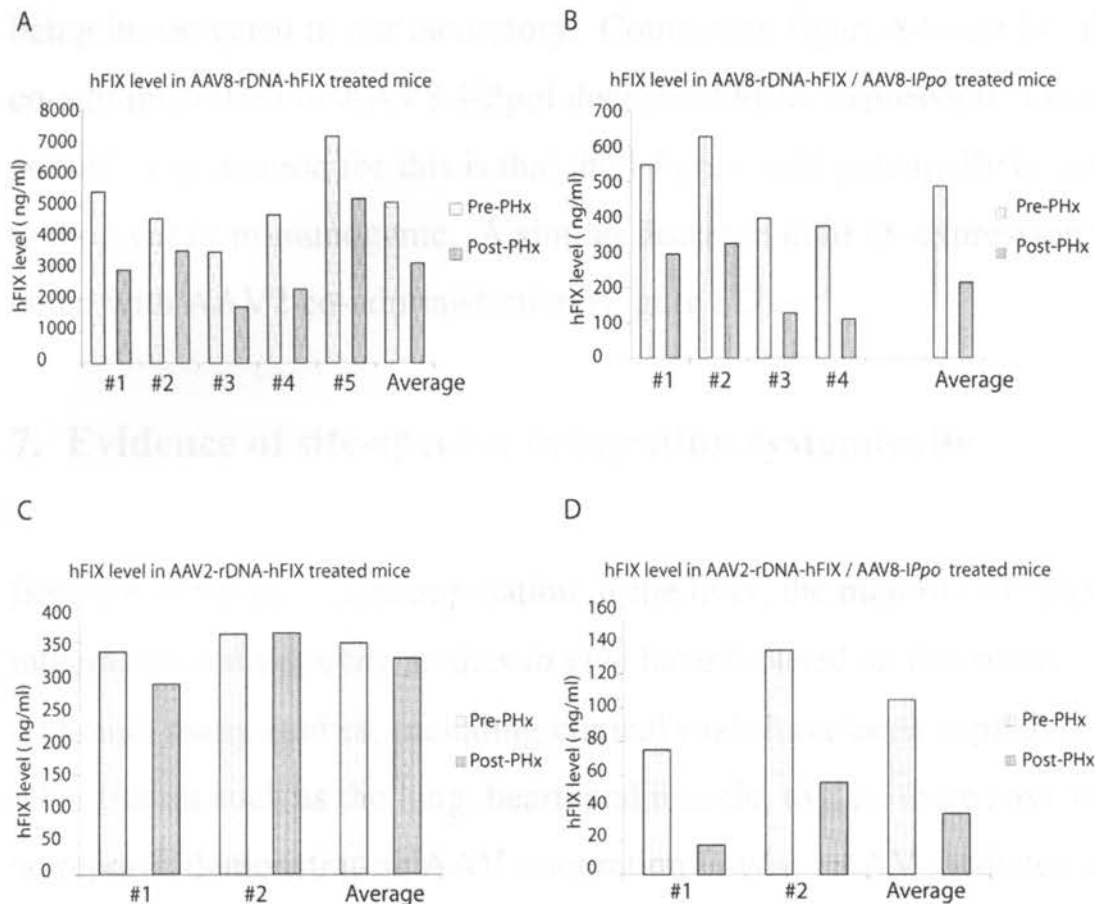 being investigated in our laboratory.
A
B
hFIX level in AAV8-rDNA-hFIX treated mice
hFIX level in AAV8-rDNA-hFIX / AAV8-IPpo treated mice
hFIX level ( ng/ml)
8000
7000
6000
5000
4000
3000
2000
1000
0
#1 #2 #3 #4 #5 Average
Pre-PHx
Post-PHx
hFIX level (ng/ml)
700
600
500
400
300
200
100
0
#1 #2 #3 #4 Average
Pre-PHx
Post-PHx
7. Evidence of site-specific integration
C
D
hFIX level in AAV2-rDNA-hFIX treated mice
hFIX level in AAV2-rDNA-hFIX / AAV8-IPpo treated mice
hFIX level ( ng/ml)
400
350
300
250
200
150
100
50
0
#1 #2 Average
Pre-PHx
Post-PHx
hFIX level ( ng/ml)
160
140
120
100
80
60
40
20
0
#1 #2 Average
Pre-PHx
Post-PHx